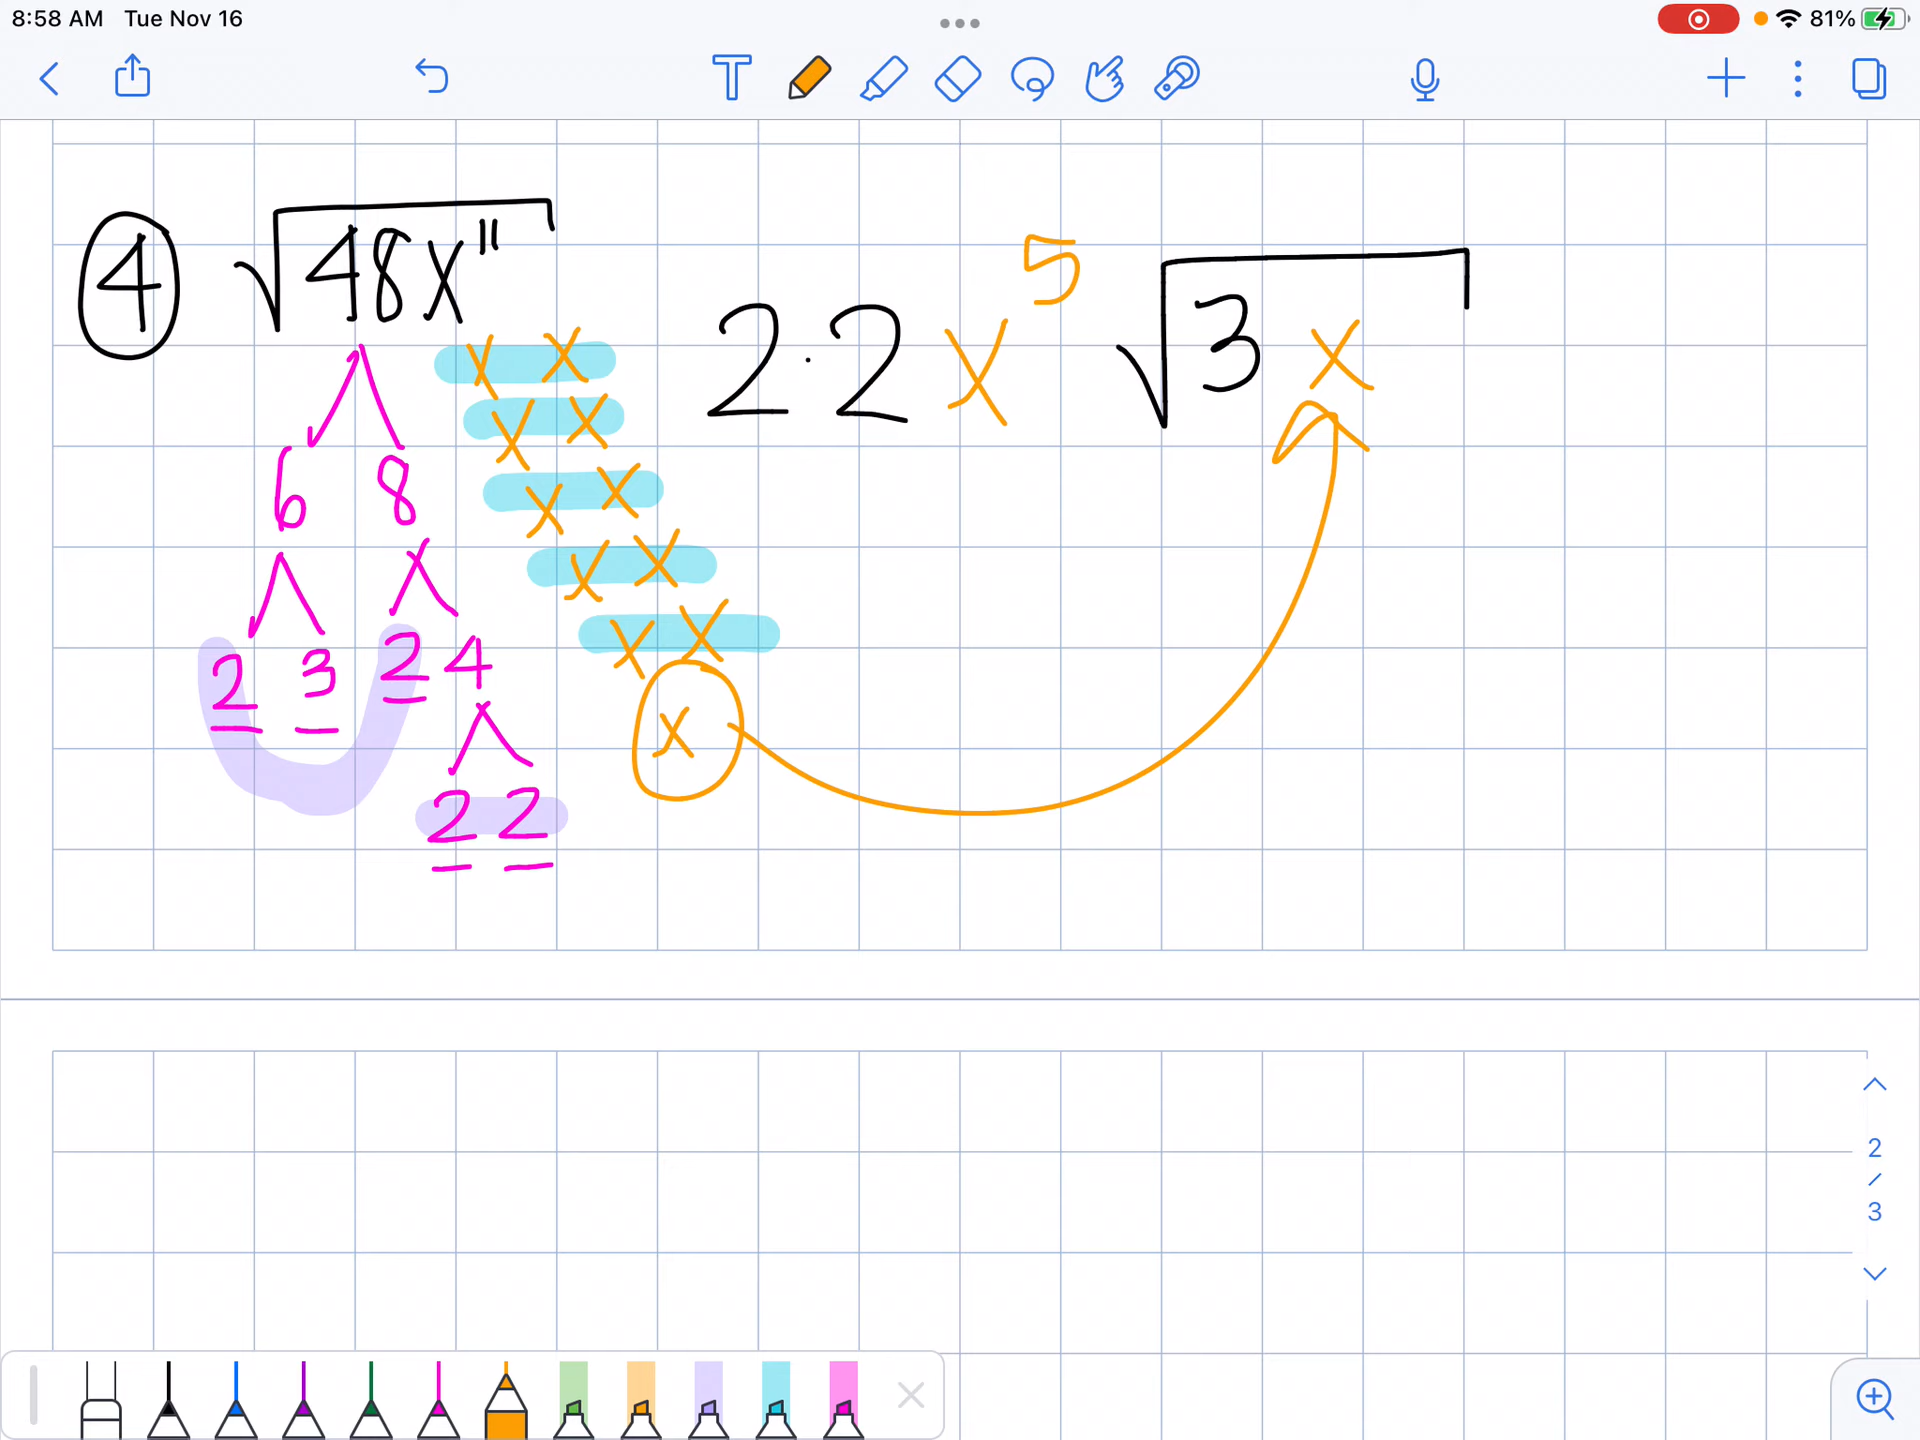 8:58 AM Tue Nov 16
81%
4 √48x¹¹
2·2x⁵ √3x
x x
x x
6 8
x x
x x
x x
2 3 2 4
x
2 2
2
/
3